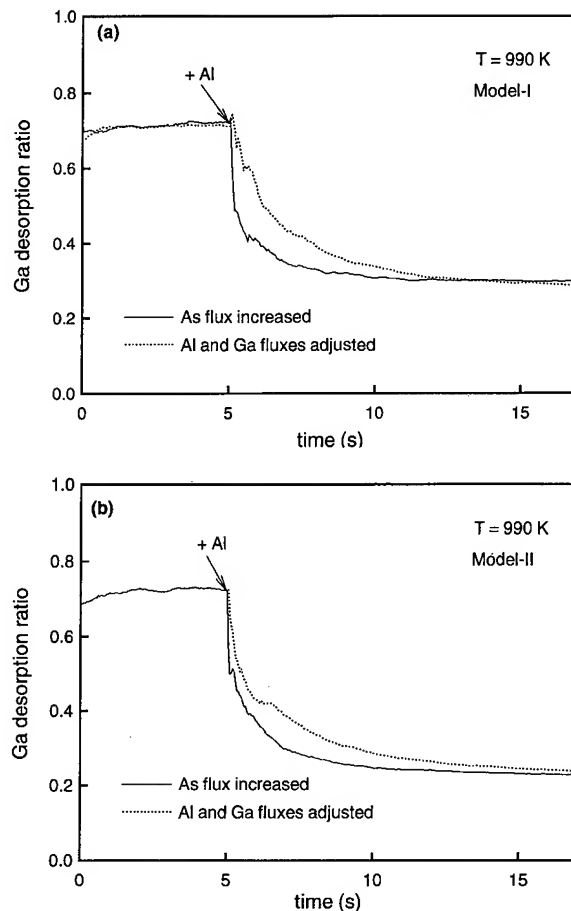 (a)
T = 990 K
Model-I
+ Al
1.0
0.8
0.6
0.4
0.2
0.0
Ga desorption ratio
As flux increased
Al and Ga fluxes adjusted
0 5 10 15
time (s)
(b)
T = 990 K
Model-II
+ Al
1.0
0.8
0.6
0.4
0.2
0.0
Ga desorption ratio
As flux increased
Al and Ga fluxes adjusted
0 5 10 15
time (s)